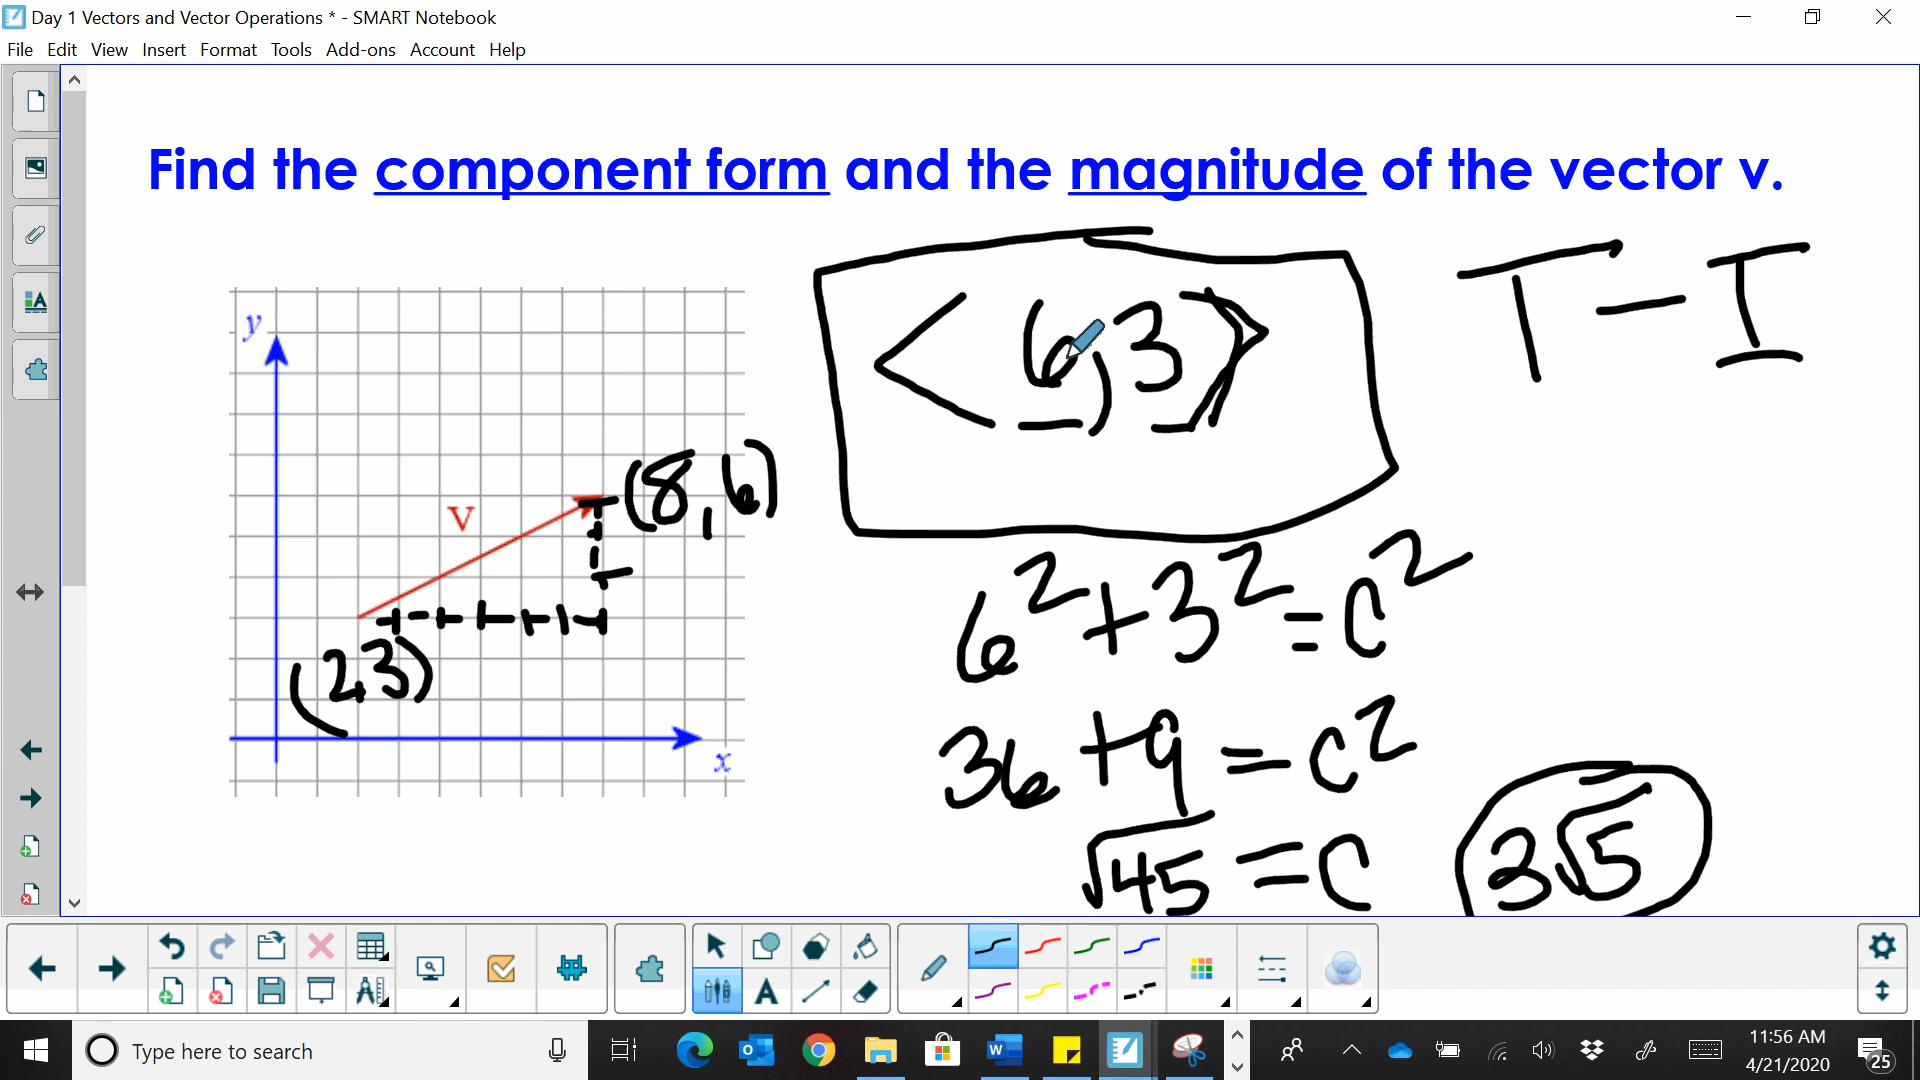 Day 1 Vectors and Vector Operations * - SMART Notebook
File Edit View Insert Format Tools Add-ons Account Help
Find the component form and the magnitude of the vector v.
< 6,3 >
T - I
y
v
(8,6)
(2,3)
x
6² + 3² = c²
36 + 9 = c²
√45 = c
3√5
Type here to search
11:56 AM
4/21/2020
25